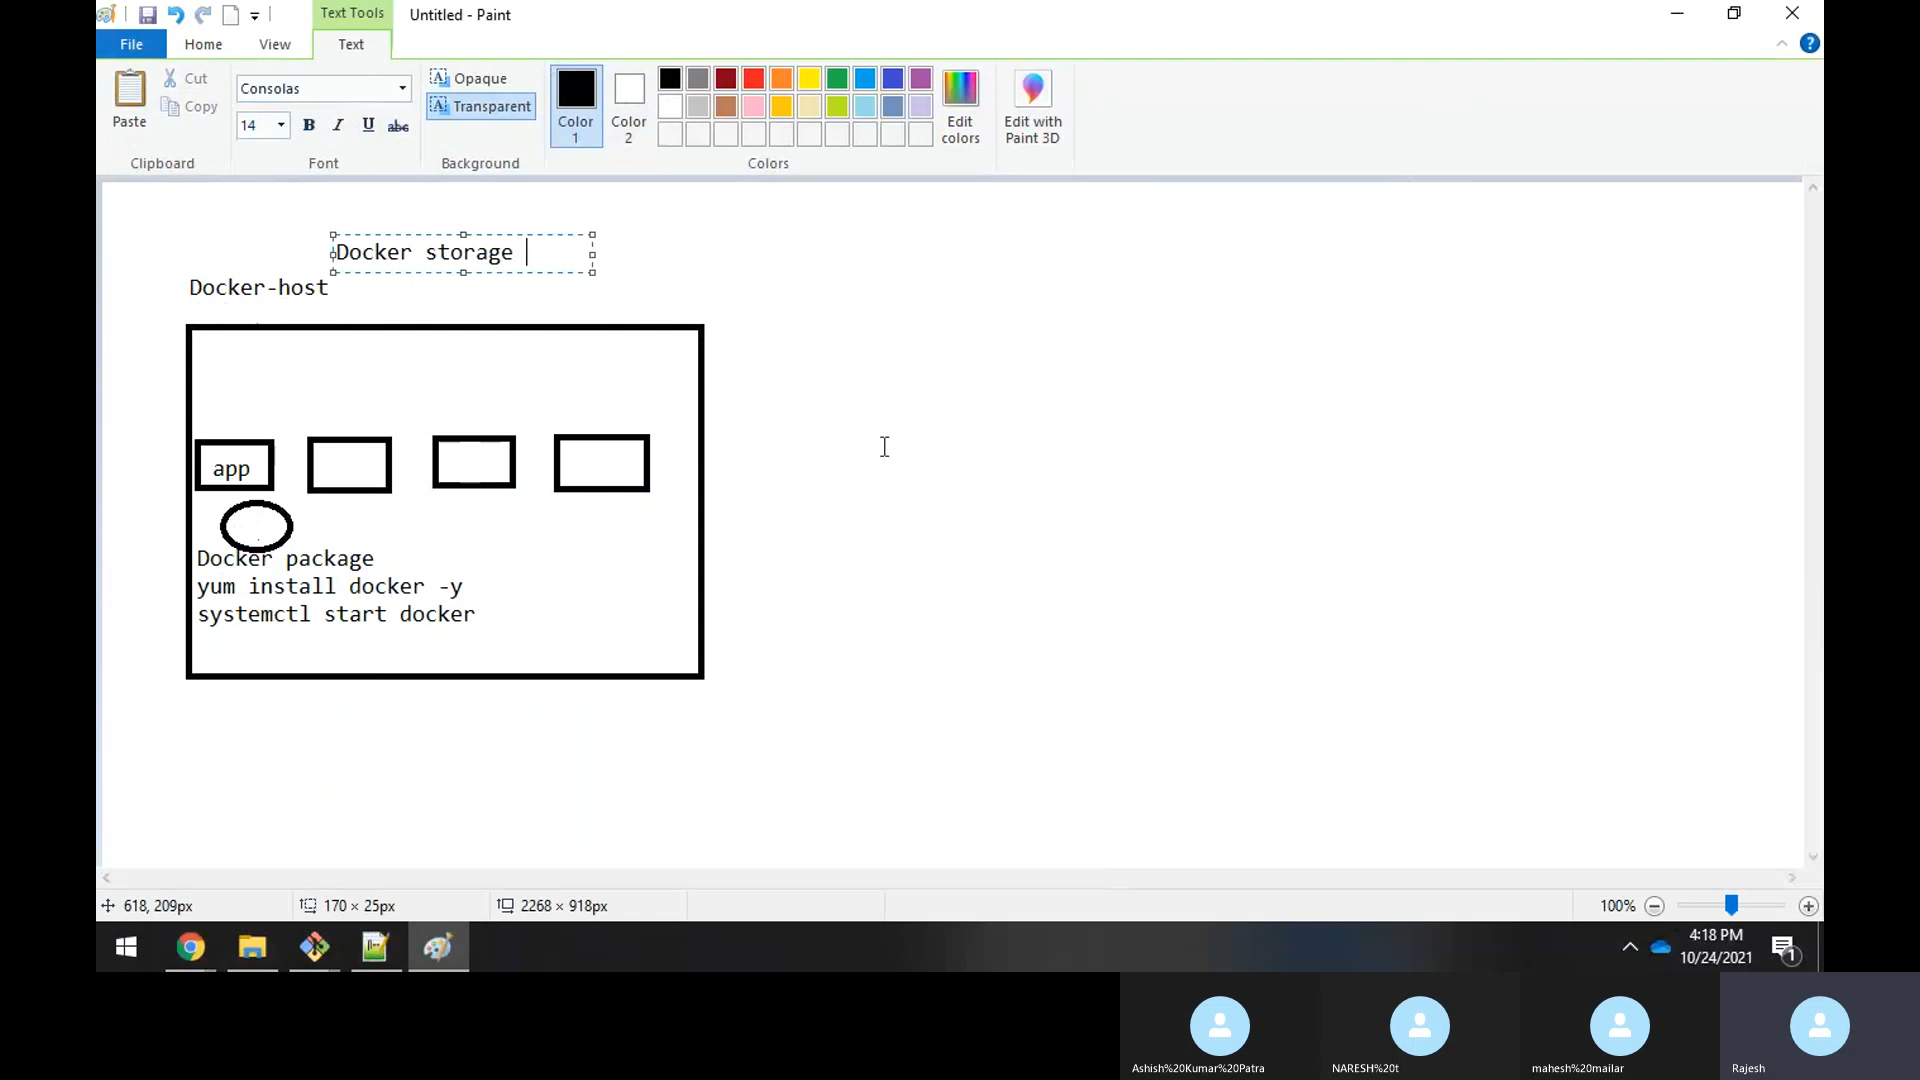 Text Tools
Untitled - Paint
File
Home
View
Text
Paste
Cut
Copy
Clipboard
Consolas
14
B I U abc
Font
A Opaque
A Transparent
Background
Color 1
Color 2
Edit colors
Colors
Edit with Paint 3D
Docker storage
Docker-host
app
Docker package
yum install docker -y
systemctl start docker
618, 209px
170 × 25px
2268 × 918px
100%
4:18 PM
10/24/2021
1
Ashish%20Kumar%20Patra
NARESH%20t
mahesh%20mailar
Rajesh